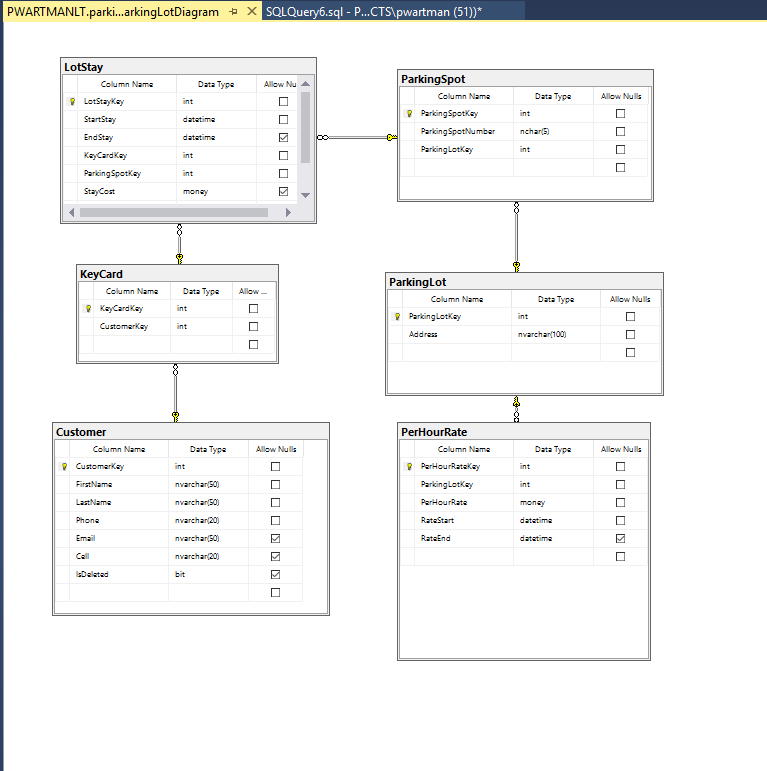 PWARTMANLT.parki...arkingLotDiagram SQLQuery6.sql - P...CTS\pwartman (51))*
LotStay
Column Name Data Type Allow Nu
LotStayKey int
StartStay datetime
EndStay datetime
KeyCardKey int
ParkingSpotKey int
StayCost money
ParkingSpot
Column Name Data Type Allow Nulls
ParkingSpotKey int
ParkingSpotNumber nchar(5)
ParkingLotKey int
KeyCard
Column Name Data Type Allow ...
KeyCardKey int
CustomerKey int
ParkingLot
Column Name Data Type Allow Nulls
ParkingLotKey int
Address nvarchar(100)
Customer
Column Name Data Type Allow Nulls
CustomerKey int
FirstName nvarchar(50)
LastName nvarchar(50)
Phone nvarchar(20)
Email nvarchar(50)
Cell nvarchar(20)
IsDeleted bit
PerHourRate
Column Name Data Type Allow Nulls
PerHourRateKey int
ParkingLotKey int
PerHourRate money
RateStart datetime
RateEnd datetime